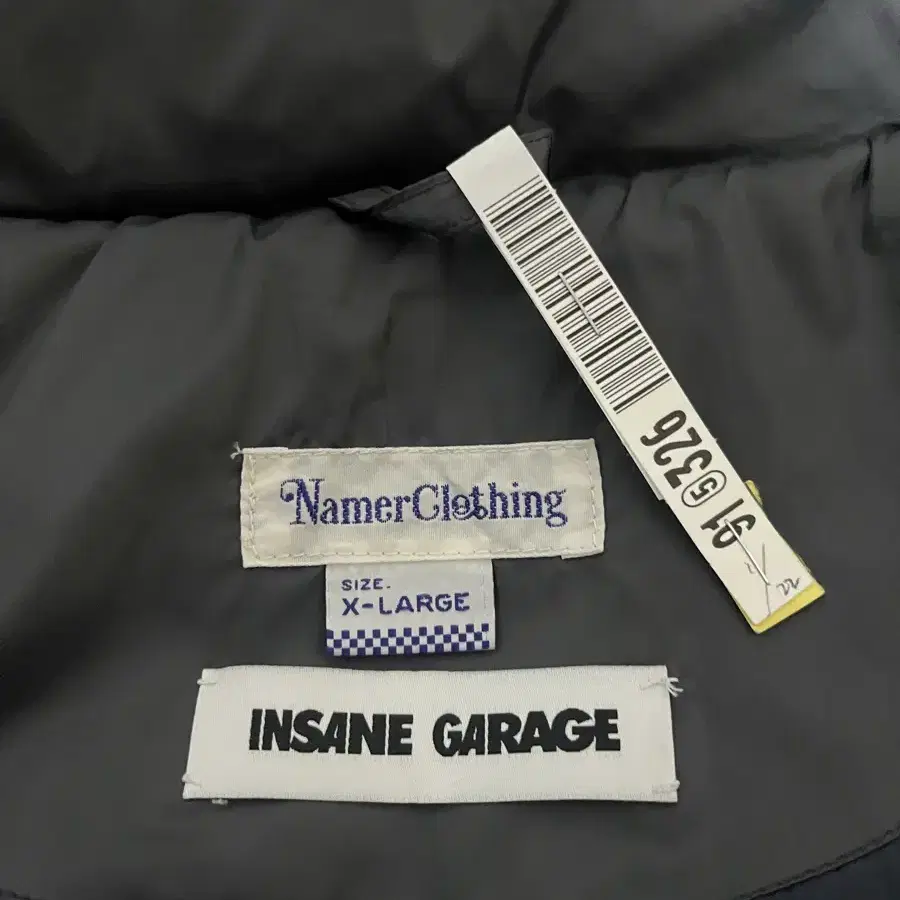 NamerClothing
SIZE.
X-LARGE
INSANE GARAGE
91 ⑤ 326